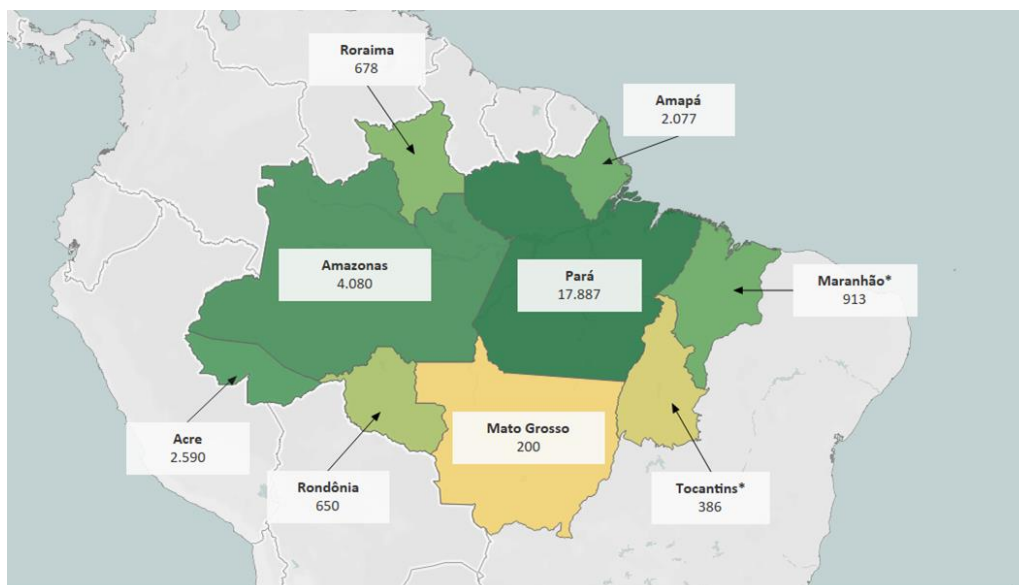 Roraima
678
Amapá
2.077
Amazonas
4.080
Pará
17.887
Maranhão*
913
Acre
2.590
Rondônia
650
Mato Grosso
200
Tocantins*
386